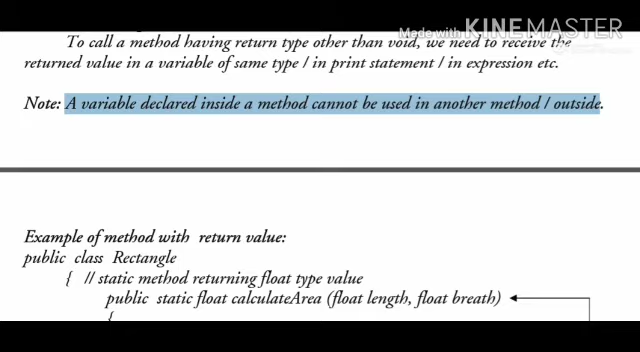 Made with KINEMASTER
To call a method having return type other than void, we need to receive the
returned value in a variable of same type / in print statement / in expression etc.
Note: A variable declared inside a method cannot be used in another method / outside.
Example of method with return value:
public class Rectangle
{ // static method returning float type value
public static float calculateArea (float length, float breath)
{